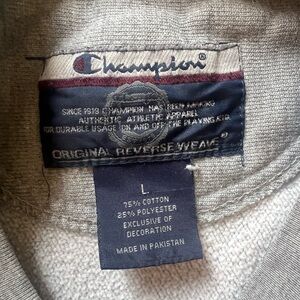 Champion®
SINCE 1919 CHAMPION HAS BEEN MAKING
AUTHENTIC ATHLETIC APPAREL
FOR DURABLE USAGE ON AND OFF THE PLAYING FIELD.
ORIGINAL REVERSE WEAVE®
L
75% COTTON
25% POLYESTER
EXCLUSIVE OF
DECORATION
MADE IN PAKISTAN